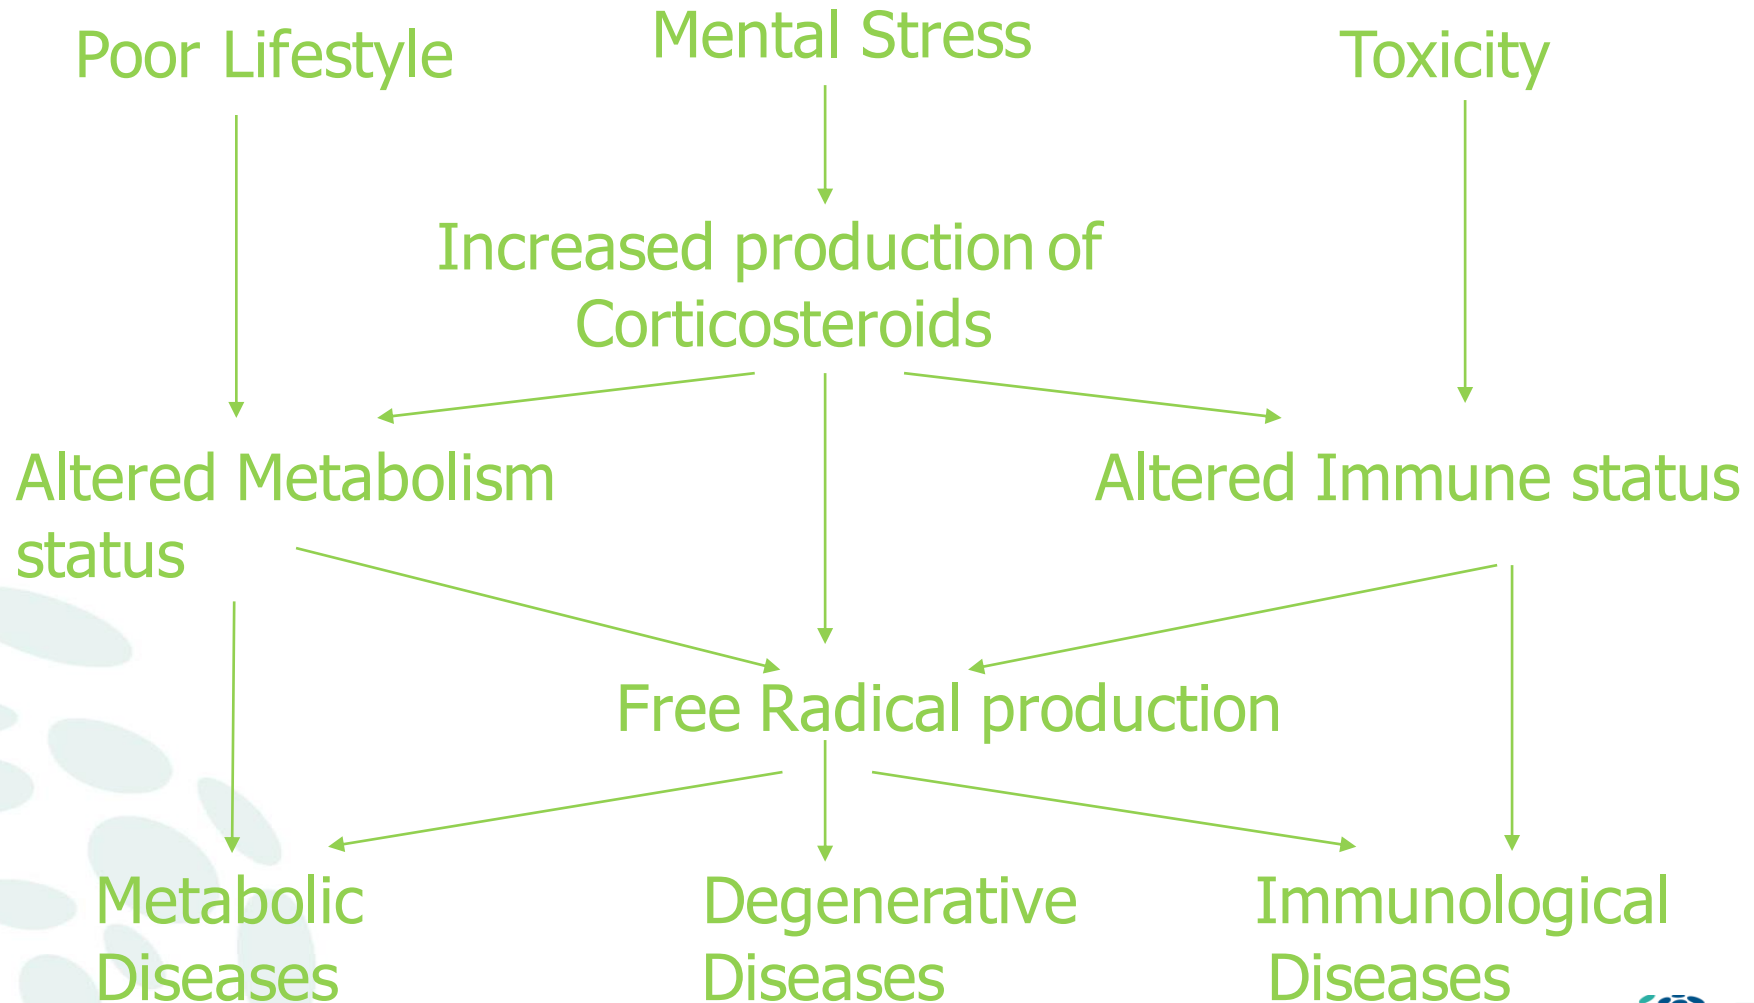 Poor Lifestyle
Mental Stress
Toxicity
Increased production of
Corticosteroids
Altered Metabolism
status
Altered Immune status
Free Radical production
Metabolic
Diseases
Degenerative
Diseases
Immunological
Diseases